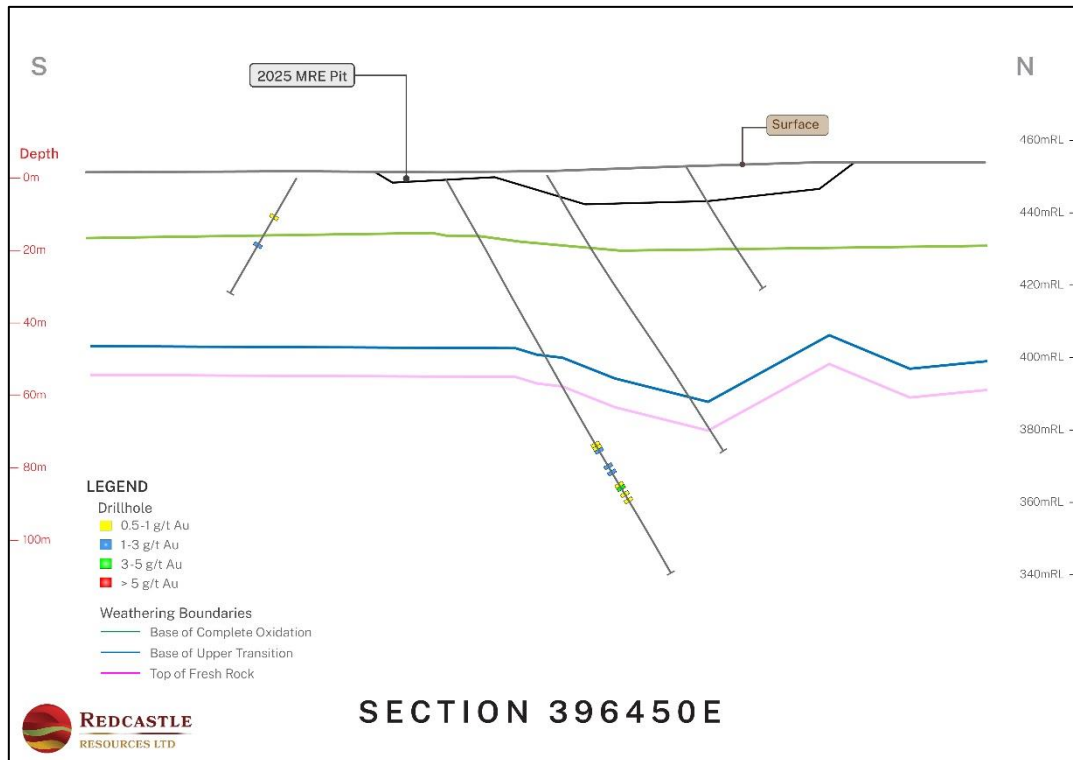 S
N
2025 MRE Pit
Surface
Depth
0m
20m
40m
60m
80m
100m
460mRL
440mRL
420mRL
400mRL
380mRL
360mRL
340mRL
LEGEND
Drillhole
0.5-1 g/t Au
1-3 g/t Au
3-5 g/t Au
> 5 g/t Au
Weathering Boundaries
Base of Complete Oxidation
Base of Upper Transition
Top of Fresh Rock
REDCASTLE
RESOURCES LTD
SECTION 396450E